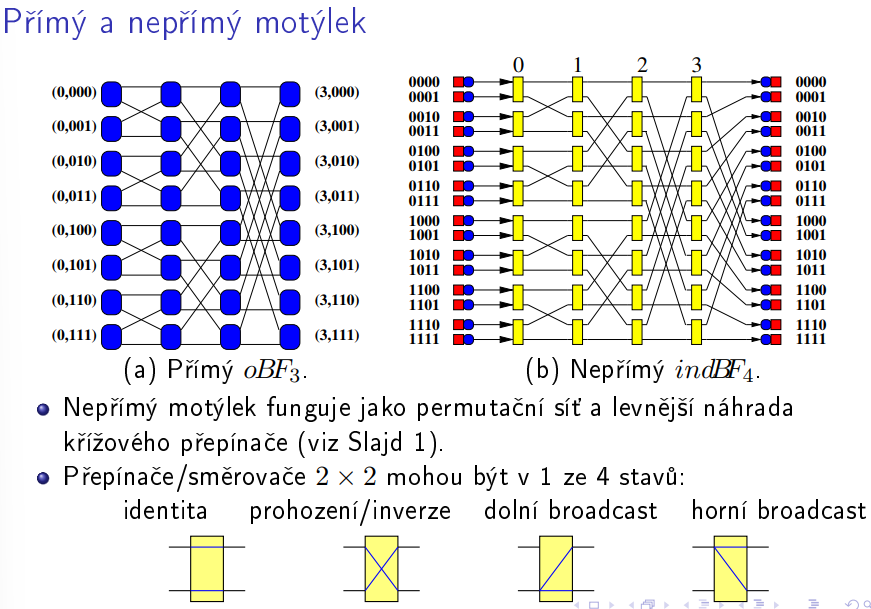 Přímý a nepřímý motýlek
0 1 2 3
(0,000) (3,000) 0000 0000
0001 0001
(0,001) (3,001) 0010 0010
0011 0011
(0,010) (3,010) 0100 0100
0101 0101
(0,011) (3,011) 0110 0110
0111 0111
(0,100) (3,100) 1000 1000
1001 1001
(0,101) (3,101) 1010 1010
1011 1011
(0,110) (3,110) 1100 1100
1101 1101
(0,111) (3,111) 1110 1110
1111 1111
(a) Přímý oBF₃. (b) Nepřímý indBF₄.
Nepřímý motýlek funguje jako permutační síť a levnější náhrada
křížového přepínače (viz Slajd 1).
Přepínače/směrovače 2 × 2 mohou být v 1 ze 4 stavů:
identita prohození/inverze dolní broadcast horní broadcast